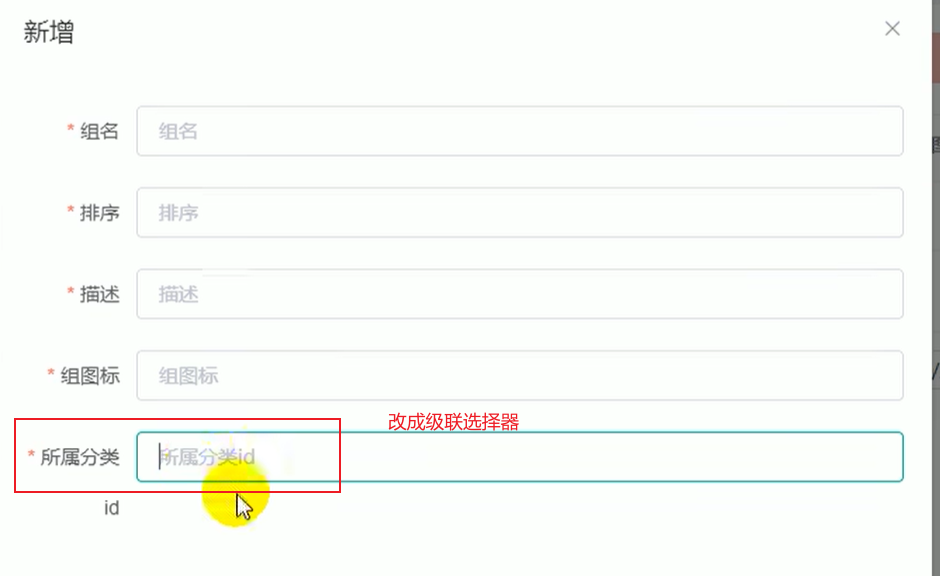 新增
* 组名 组名
* 排序 排序
* 描述 描述
* 组图标 组图标
改成级联选择器
* 所属分类 所属分类id
id